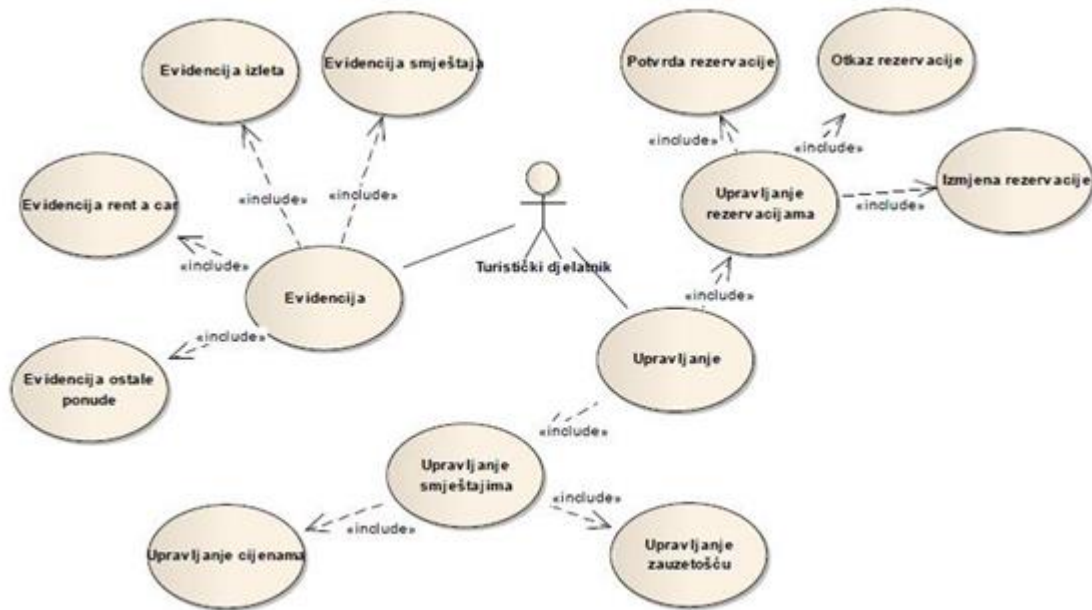 Evidencija izleta
Evidencija smještaja
Potvrda rezervacije
Otkaz rezervacije
«include»
«include»
«include»
«include»
Evidencija rent a car
Upravljanje
rezervacijama
Izmjena rezervacije
«include»
«include»
Turistički djelatnik
Evidencija
«include»
«include»
Upravljanje
Evidencija ostale
ponude
«include»
Upravljanje
smještajima
«include»
«include»
Upravljanje cijenama
Upravljanje
zauzetošću